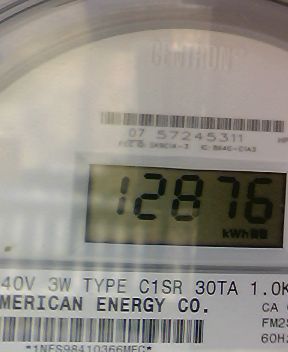 CENTRON
07 57245311
12876
kWh
40V 3W TYPE C1SR 30TA 1.0K
MERICAN ENERGY CO.
CA
FM2S
60HZ
*1NFS98410366MEC*